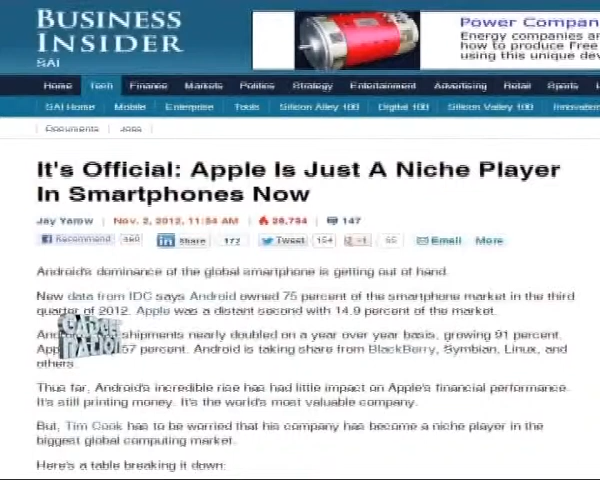 BUSINESS
INSIDER
SAI
Power Compan
Energy companies ar
how to produce Free
using this unique dev
Home Tech Finance Markets Politics Strategy Entertainment Advertising Retail Sports
SAI Home Mobile Enterprise Tools Silicon Alley 100 Digital 100 Silicon Valley 100 Innovation
Documents Jobs
It's Official: Apple Is Just A Niche Player
In Smartphones Now
Jay Yarow | Nov. 2, 2012, 11:54 AM | 147
Recommend in Share 172 Tweet 154 +1 Email More
Android's dominance of the global smartphone is getting out of hand.
New data from IDC says Android owned 75 percent of the smartphone market in the third
quarter of 2012. Apple was a distant second with 14.9 percent of the market.
shipments nearly doubled on a year over year basis, growing 91 percent.
57 percent. Android is taking share from BlackBerry, Symbian, Linux, and
others.
Thus far, Android's incredible rise has had little impact on Apple's financial performance.
It's still printing money. It's the world's most valuable company.
But, Tim Cook has to be worried that his company has become a niche player in the
biggest global computing market.
Here's a table breaking it down: